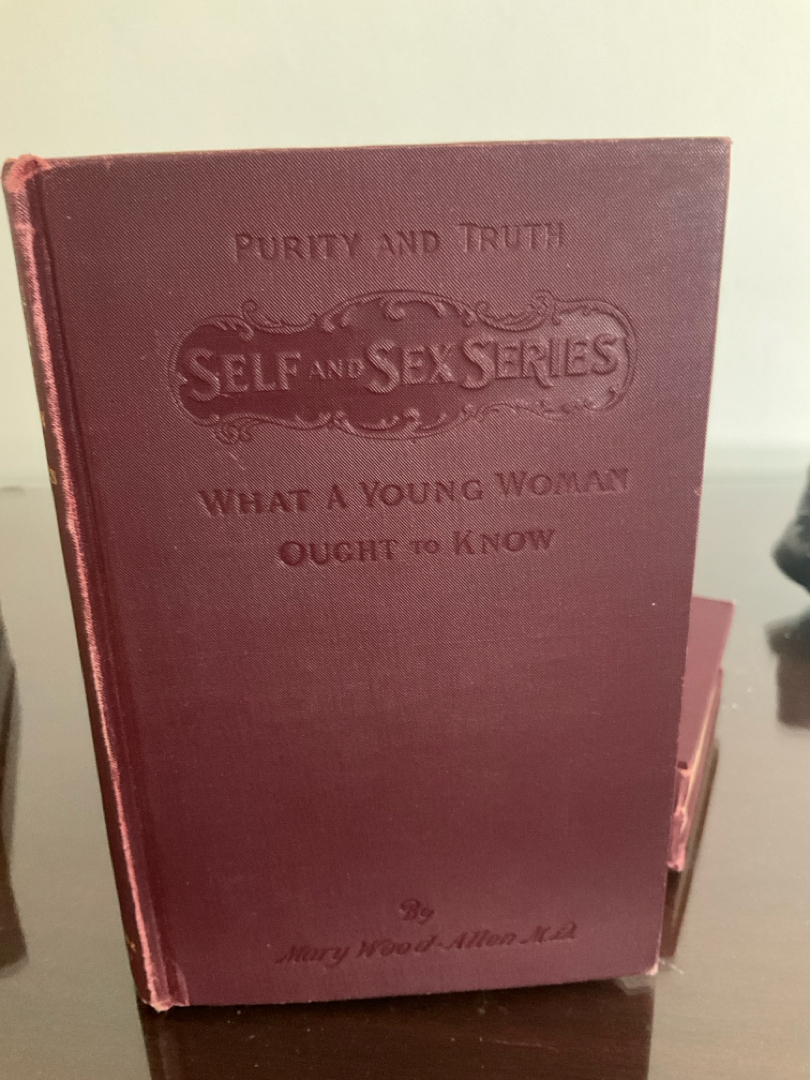 PURITY AND TRUTH
SELF AND SEX SERIES
WHAT A YOUNG WOMAN
OUGHT TO KNOW
By
Mary Wood-Allen M.D.